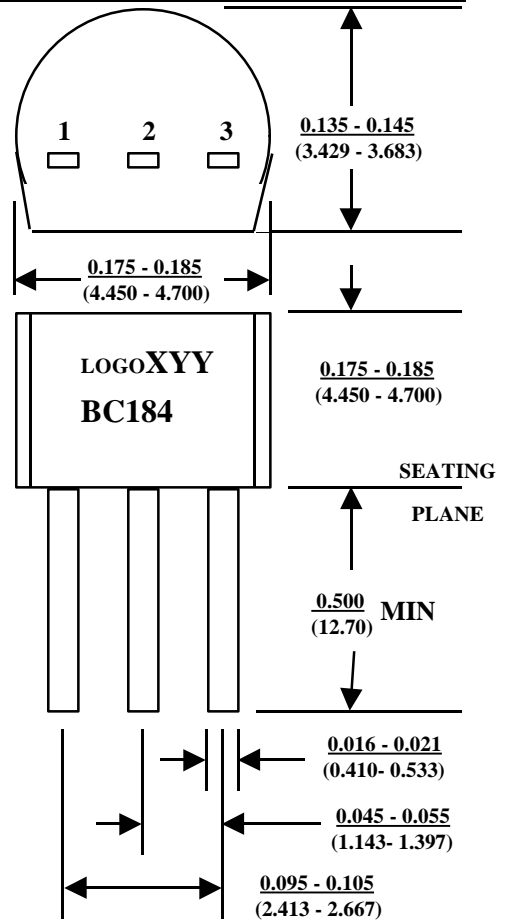 1 2 3
0.135 - 0.145
(3.429 - 3.683)
0.175 - 0.185
(4.450 - 4.700)
LOGOXYY
BC184
0.175 - 0.185
(4.450 - 4.700)
SEATING
PLANE
0.500 MIN
(12.70)
0.016 - 0.021
(0.410- 0.533)
0.045 - 0.055
(1.143- 1.397)
0.095 - 0.105
(2.413 - 2.667)